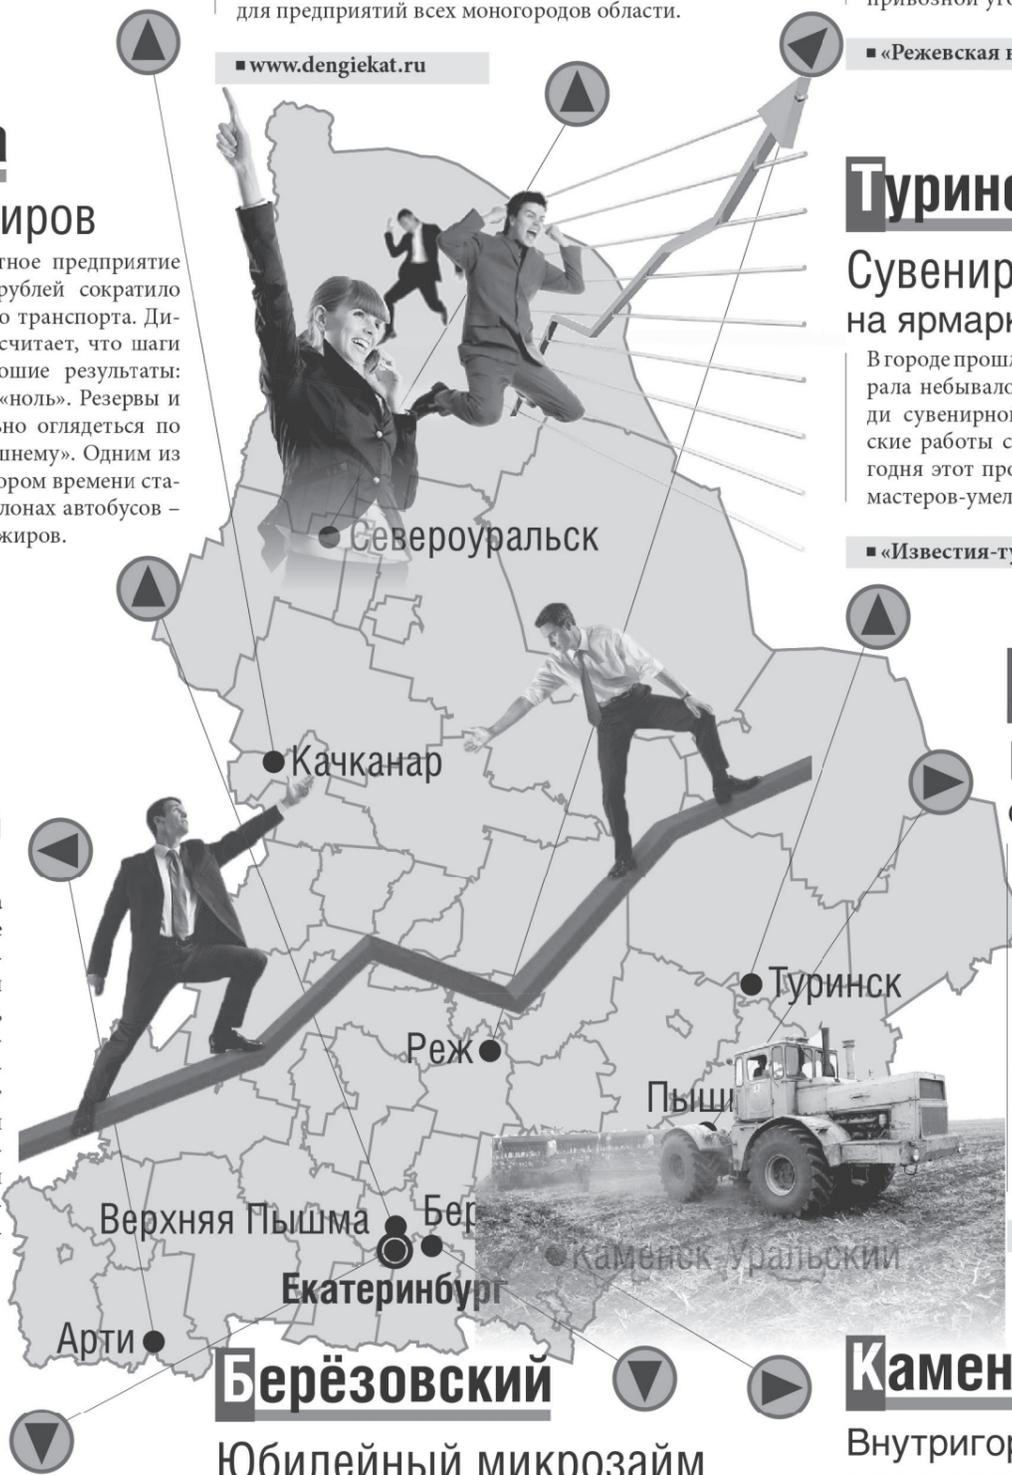 для предприятий всех моногородов области.
www.dengiekat.ru
иров
тное предприятие
рублей сократило
о транспорта. Ди-
считает, что шаги
ошие результаты:
«ноль». Резервы и
ьно оглядеться по
шнему». Одним из
ором времени ста-
лонах автобусов –
жиров.
«Режевская в
Туринс
Сувенир
на ярмарк
В городе прошл
рала небывало
ди сувенирног
ские работы с
годня этот про
мастеров-умел
«Известия-ту
Североуральск
Качканар
Туринск
Реж
Пыш
Верхняя Пышма
Бер
Каменск-Уральский
Екатеринбург
Арти
Берёзовский
Юбилейный микрозайм
Камен
Внутригор